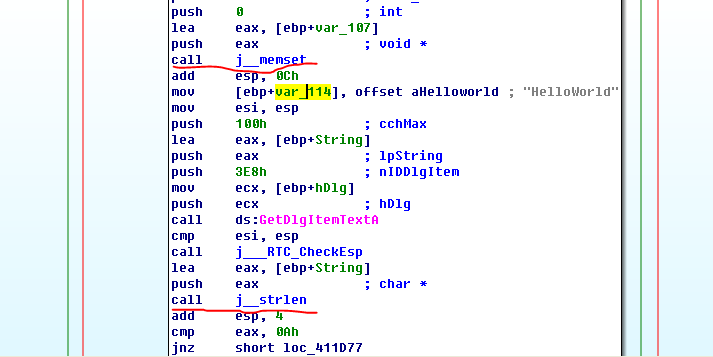 push    0               ; int
lea     eax, [ebp+var_107]
push    eax             ; void *
call    j__memset
add     esp, 0Ch
mov     [ebp+var_114], offset aHelloworld ; "HelloWorld"
mov     esi, esp
push    100h            ; cchMax
lea     eax, [ebp+String]
push    eax             ; lpString
push    3E8h            ; nIDDlgItem
mov     ecx, [ebp+hDlg]
push    ecx             ; hDlg
call    ds:GetDlgItemTextA
cmp     esi, esp
call    j___RTC_CheckEsp
lea     eax, [ebp+String]
push    eax             ; char *
call    j__strlen
add     esp, 4
cmp     eax, 0Ah
jnz     short loc_411D77